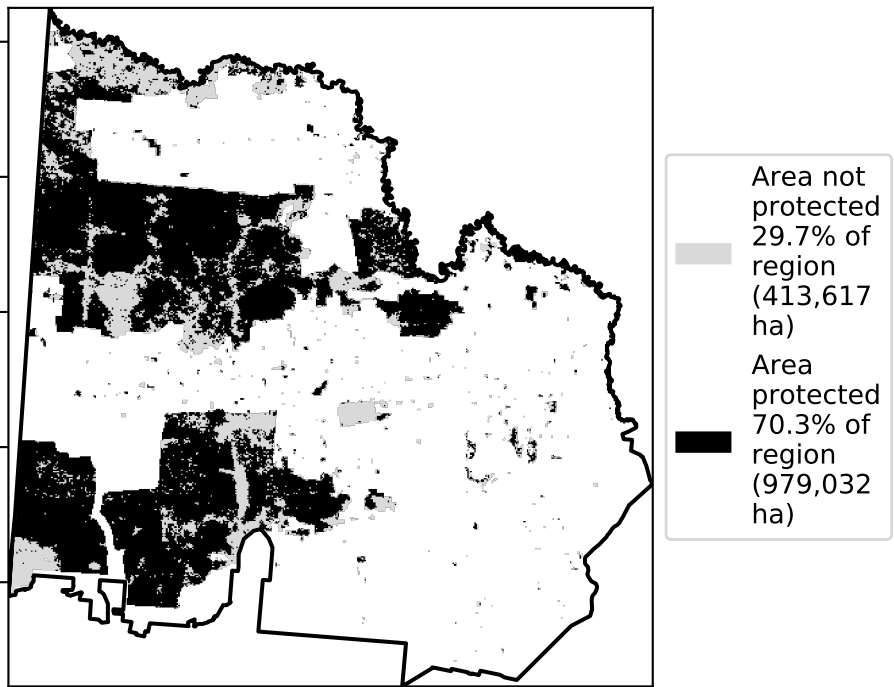 Area not
protected
29.7% of
region
(413,617
ha)
Area
protected
70.3% of
region
(979,032
ha)